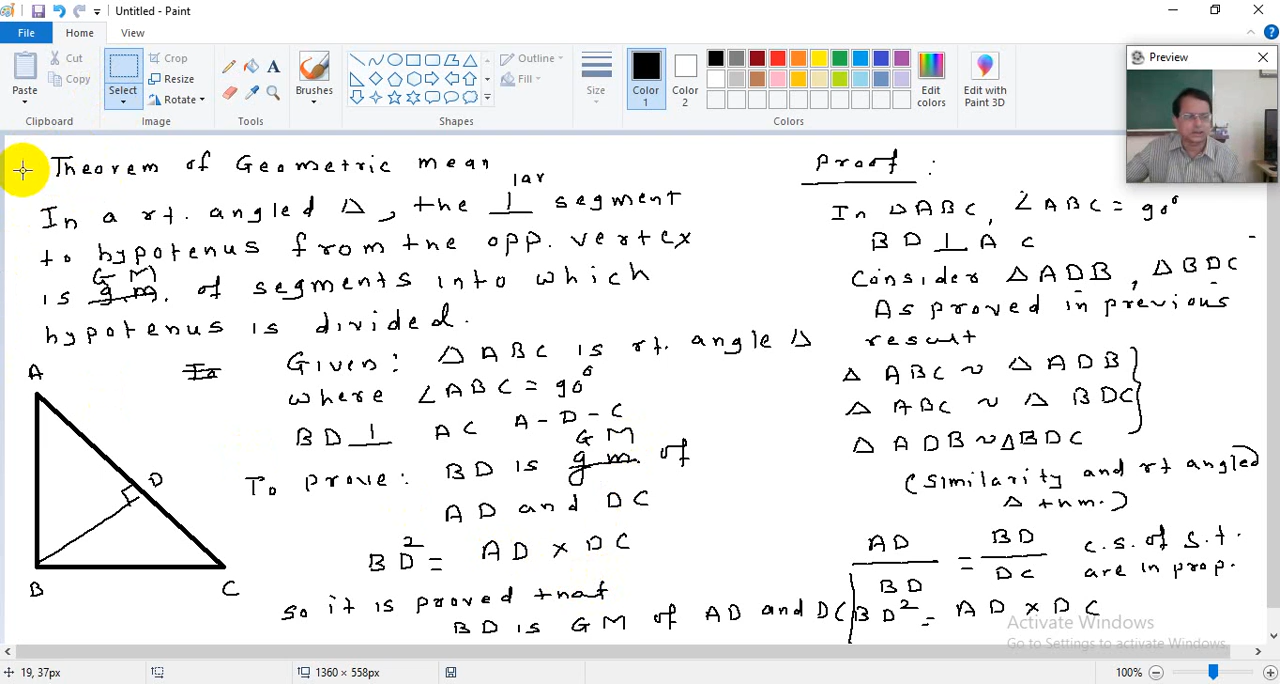 Untitled - Paint
File Home View
Paste
Cut
Copy
Clipboard
Select
Crop
Resize
Rotate
Image
Tools
Brushes
Shapes
Outline
Fill
Size
Color 1
Color 2
Colors
Edit colors
Edit with Paint 3D
Preview
Theorem of Geometric mean
lar
In a rt. angled Δ, the ⊥ segment
to hypotenus from the opp. vertex
GM
is g.m. of segments into which
hypotenus is divided.
Given: Δ ABC is rt. angle Δ
where ∠ABC = 90°
BD ⊥ AC A-D-C
GM
To prove: BD is g m of
AD and DC
BD² = AD × DC
So it is proved that
BD is GM of AD and DC
A
D
B
C
Proof :
In ΔABC, ∠ABC = 90°
BD ⊥ AC
Consider ΔADB, ΔBDC
As proved in previous
result
Δ ABC ~ Δ ADB
Δ ABC ~ Δ BDC
Δ ADB ~ ΔBDC
(Similarity and rt angled
Δ thm.)
AD/BD = BD/DC c.s. of s.t.
are in prop.
BD² = AD × DC
Activate Windows
Go to Settings to activate Windows.
19, 37px
1360 × 558px
100%